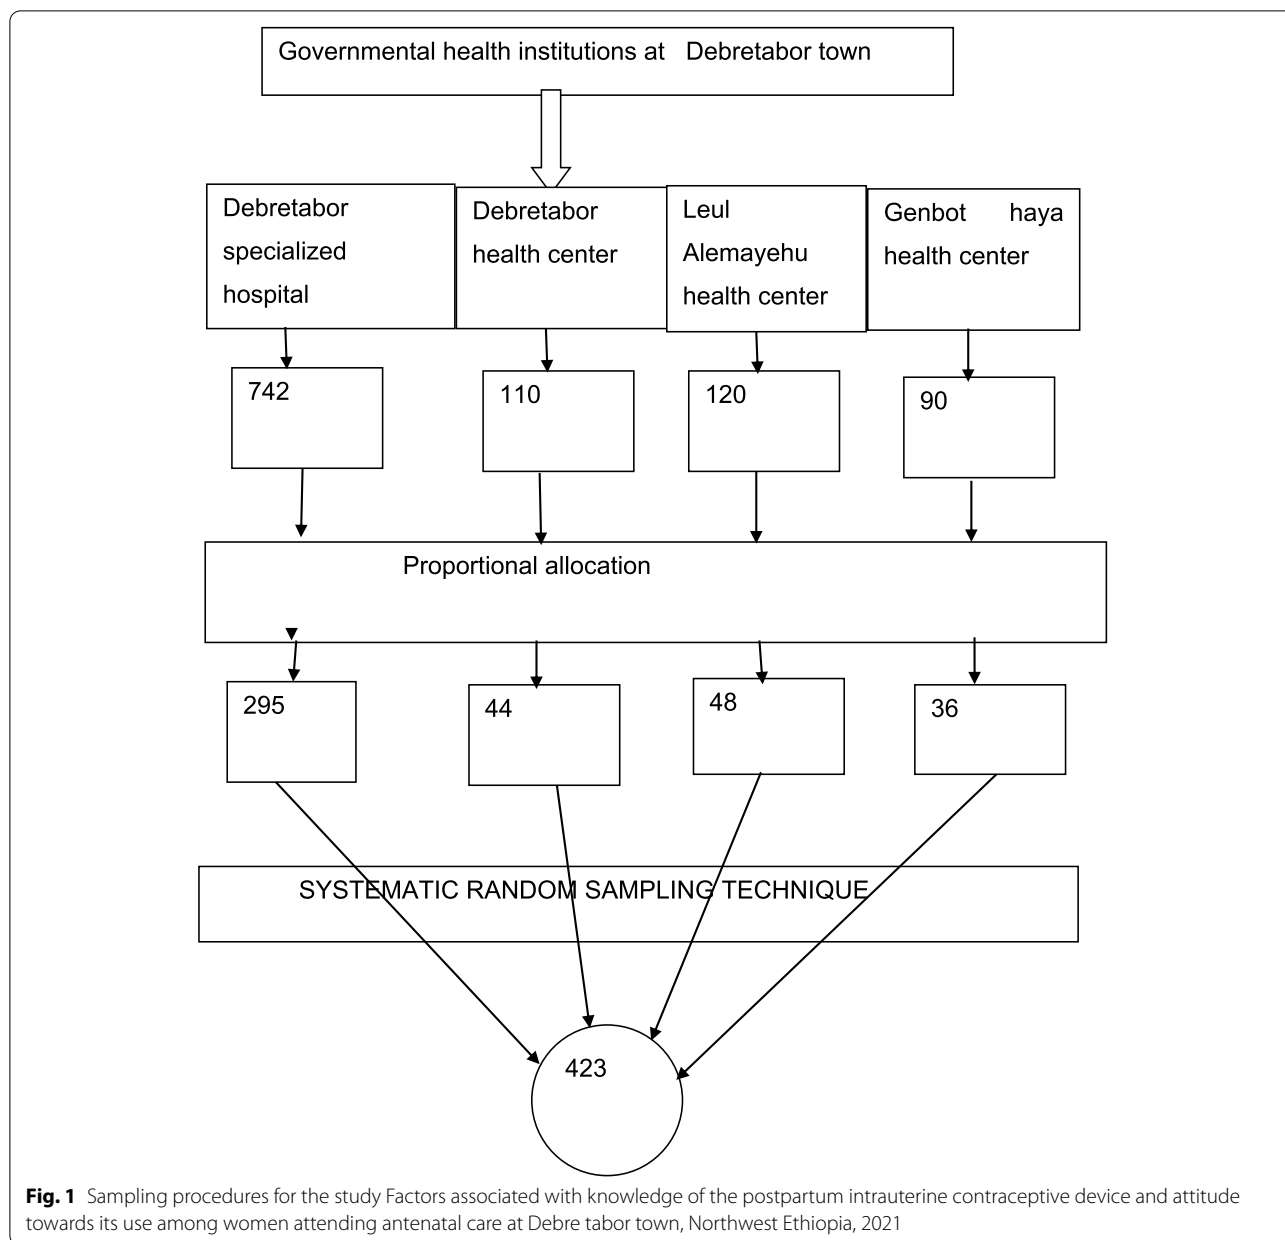 Governmental health institutions at Debretabor town
Debretabor
specialized
hospital
Debretabor
health center
Leul
Alemayehu
health center
Genbot haya
health center
742
110
120
90
Proportional allocation
295
44
48
36
SYSTEMATIC RANDOM SAMPLING TECHNIQUE
423
Fig. 1 Sampling procedures for the study Factors associated with knowledge of the postpartum intrauterine contraceptive device and attitude
towards its use among women attending antenatal care at Debre tabor town, Northwest Ethiopia, 2021